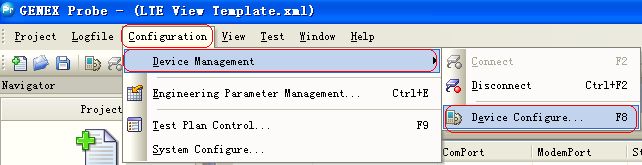 GENEX Probe - (LTE View Template.xml)
Project Logfile Configuration View Test Window Help
Device Management
Connect F2
Disconnect Ctrl+F2
Navigator
Engineering Parameter Management... Ctrl+E
Device Configure... F8
Project
Test Plan Control... F9
System Configure...
ComPort ModemPort